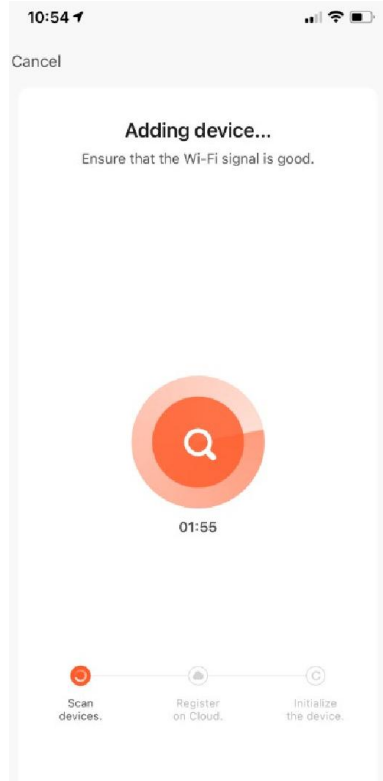 10:54
Cancel
Adding device...
Ensure that the Wi-Fi signal is good.
01:55
Scan
devices.
Register
on Cloud.
Initialize
the device.